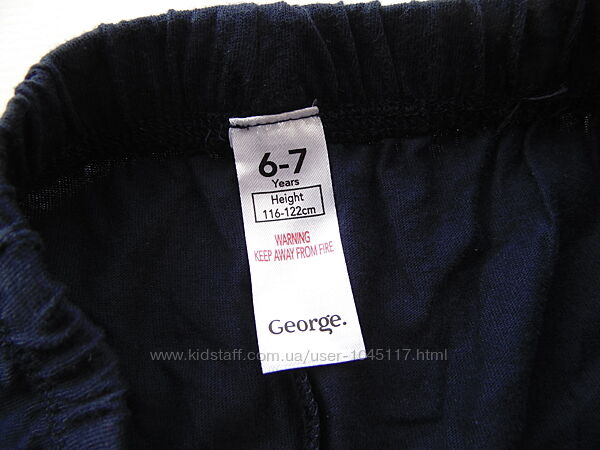 6-7
Years
Height
116-122cm
WARNING
KEEP AWAY FROM FIRE
George.
www.kidstaff.com.ua/user-1045117.html